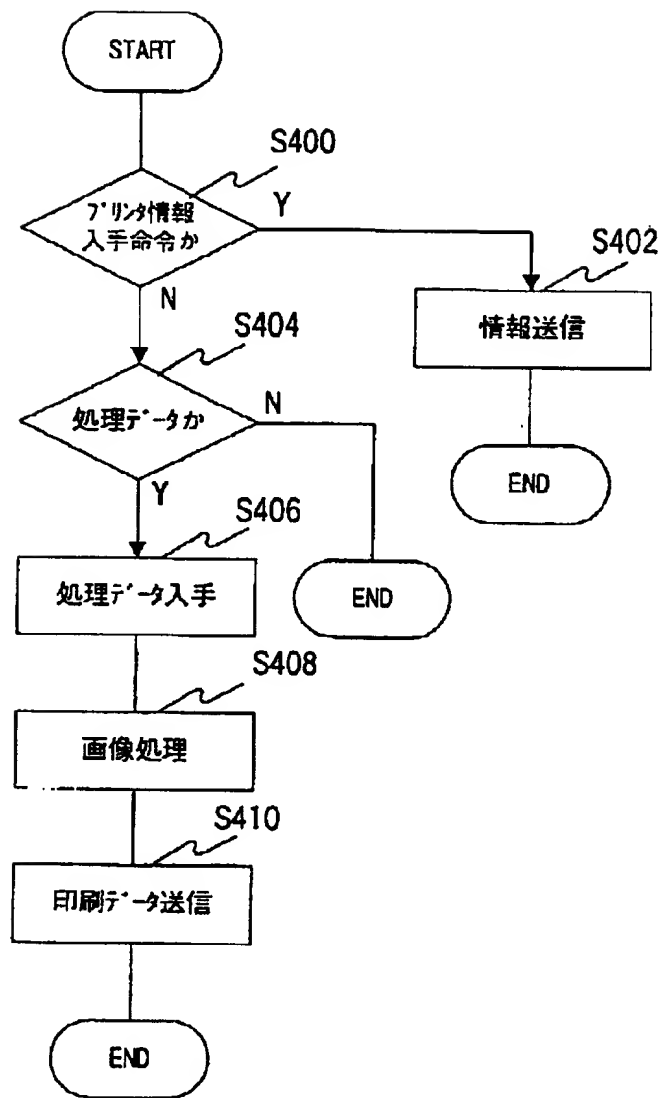 START
S400
プリンタ情報
入手命令か
Y
S402
N
情報送信
S404
処理データか
N
END
Y
S406
処理データ入手
END
S408
画像処理
S410
印刷データ送信
END